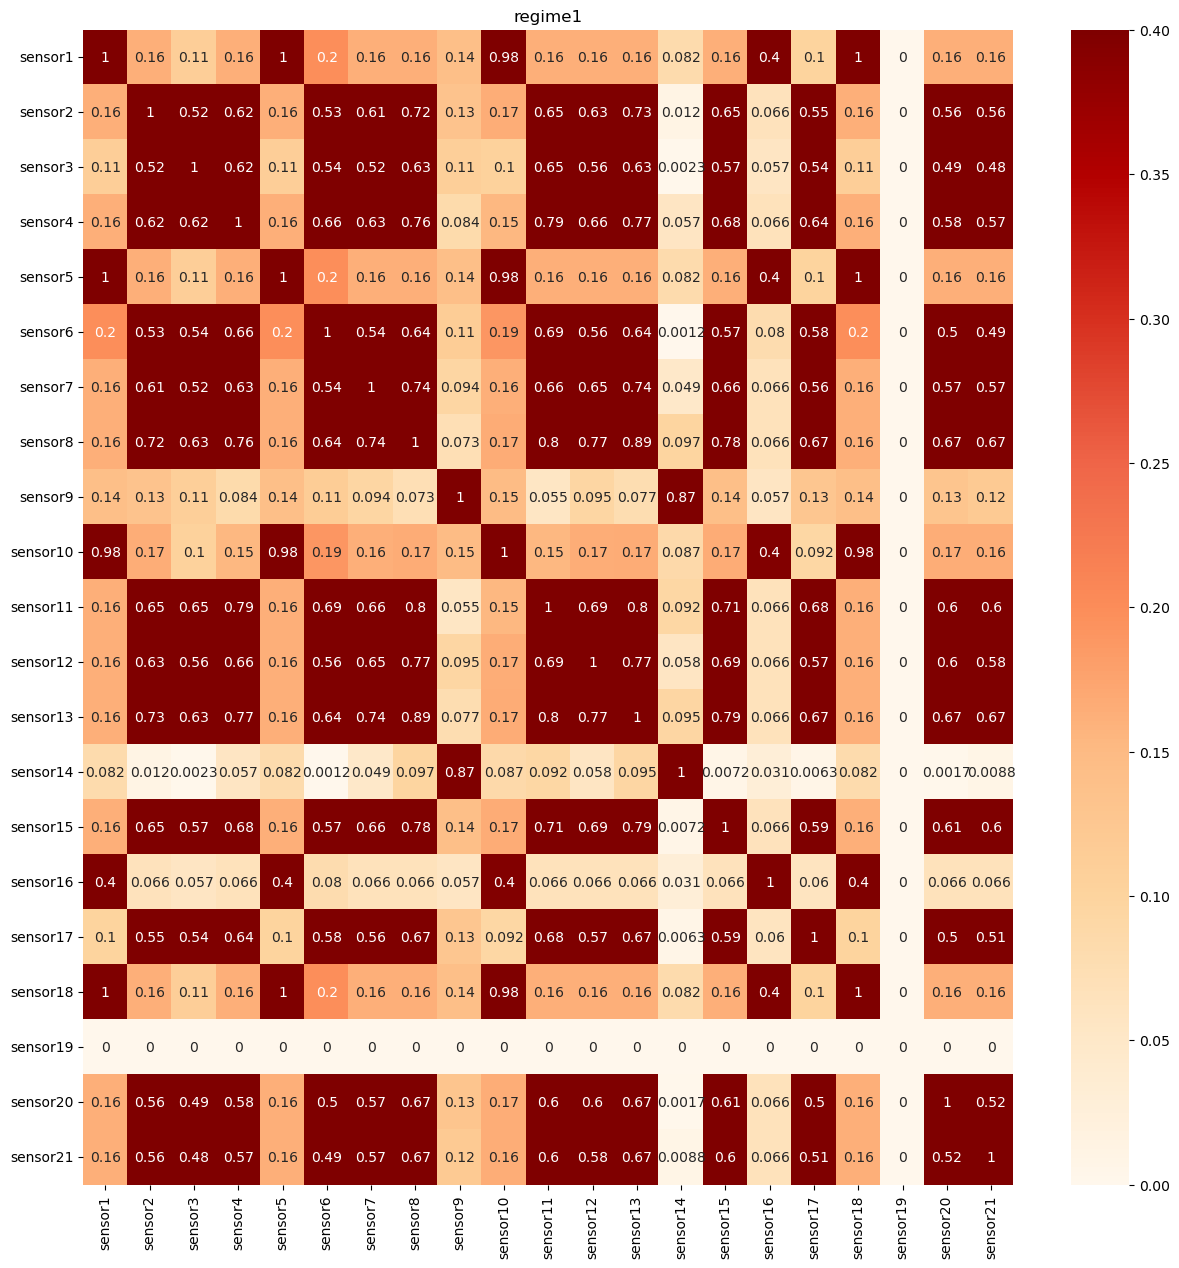 regime1
sensor1 1 0.16 0.11 0.16 1 0.2 0.16 0.16 0.14 0.98 0.16 0.16 0.16 0.082 0.16 0.4 0.1 1 0 0.16 0.16
sensor2 0.16 1 0.52 0.62 0.16 0.53 0.61 0.72 0.13 0.17 0.65 0.63 0.73 0.012 0.65 0.066 0.55 0.16 0 0.56 0.56
sensor3 0.11 0.52 1 0.62 0.11 0.54 0.52 0.63 0.11 0.1 0.65 0.56 0.63 0.0023 0.57 0.057 0.54 0.11 0 0.49 0.48
sensor4 0.16 0.62 0.62 1 0.16 0.66 0.63 0.76 0.084 0.15 0.79 0.66 0.77 0.057 0.68 0.066 0.64 0.16 0 0.58 0.57
sensor5 1 0.16 0.11 0.16 1 0.2 0.16 0.16 0.14 0.98 0.16 0.16 0.16 0.082 0.16 0.4 0.1 1 0 0.16 0.16
sensor6 0.2 0.53 0.54 0.66 0.2 1 0.54 0.64 0.11 0.19 0.69 0.56 0.64 0.0012 0.57 0.08 0.58 0.2 0 0.5 0.49
sensor7 0.16 0.61 0.52 0.63 0.16 0.54 1 0.74 0.094 0.16 0.66 0.65 0.74 0.049 0.66 0.066 0.56 0.16 0 0.57 0.57
sensor8 0.16 0.72 0.63 0.76 0.16 0.64 0.74 1 0.073 0.17 0.8 0.77 0.89 0.097 0.78 0.066 0.67 0.16 0 0.67 0.67
sensor9 0.14 0.13 0.11 0.084 0.14 0.11 0.094 0.073 1 0.15 0.055 0.095 0.077 0.87 0.14 0.057 0.13 0.14 0 0.13 0.12
sensor10 0.98 0.17 0.1 0.15 0.98 0.19 0.16 0.17 0.15 1 0.15 0.17 0.17 0.087 0.17 0.4 0.092 0.98 0 0.17 0.16
sensor11 0.16 0.65 0.65 0.79 0.16 0.69 0.66 0.8 0.055 0.15 1 0.69 0.8 0.092 0.71 0.066 0.68 0.16 0 0.6 0.6
sensor12 0.16 0.63 0.56 0.66 0.16 0.56 0.65 0.77 0.095 0.17 0.69 1 0.77 0.058 0.69 0.066 0.57 0.16 0 0.6 0.58
sensor13 0.16 0.73 0.63 0.77 0.16 0.64 0.74 0.89 0.077 0.17 0.8 0.77 1 0.095 0.79 0.066 0.67 0.16 0 0.67 0.67
sensor14 0.082 0.012 0.0023 0.057 0.082 0.0012 0.049 0.097 0.87 0.087 0.092 0.058 0.095 1 0.0072 0.031 0.0063 0.082 0 0.0017 0.0088
sensor15 0.16 0.65 0.57 0.68 0.16 0.57 0.66 0.78 0.14 0.17 0.71 0.69 0.79 0.0072 1 0.066 0.59 0.16 0 0.61 0.6
sensor16 0.4 0.066 0.057 0.066 0.4 0.08 0.066 0.066 0.057 0.4 0.066 0.066 0.066 0.031 0.066 1 0.06 0.4 0 0.066 0.066
sensor17 0.1 0.55 0.54 0.64 0.1 0.58 0.56 0.67 0.13 0.092 0.68 0.57 0.67 0.0063 0.59 0.06 1 0.1 0 0.5 0.51
sensor18 1 0.16 0.11 0.16 1 0.2 0.16 0.16 0.14 0.98 0.16 0.16 0.16 0.082 0.16 0.4 0.1 1 0 0.16 0.16
sensor19 0 0 0 0 0 0 0 0 0 0 0 0 0 0 0 0 0 0 0 0 0
sensor20 0.16 0.56 0.49 0.58 0.16 0.5 0.57 0.67 0.13 0.17 0.6 0.6 0.67 0.0017 0.61 0.066 0.5 0.16 0 1 0.52
sensor21 0.16 0.56 0.48 0.57 0.16 0.49 0.57 0.67 0.12 0.16 0.6 0.58 0.67 0.0088 0.6 0.066 0.51 0.16 0 0.52 1
sensor1 sensor2 sensor3 sensor4 sensor5 sensor6 sensor7 sensor8 sensor9 sensor10 sensor11 sensor12 sensor13 sensor14 sensor15 sensor16 sensor17 sensor18 sensor19 sensor20 sensor21
0.40
0.35
0.30
0.25
0.20
0.15
0.10
0.05
0.00